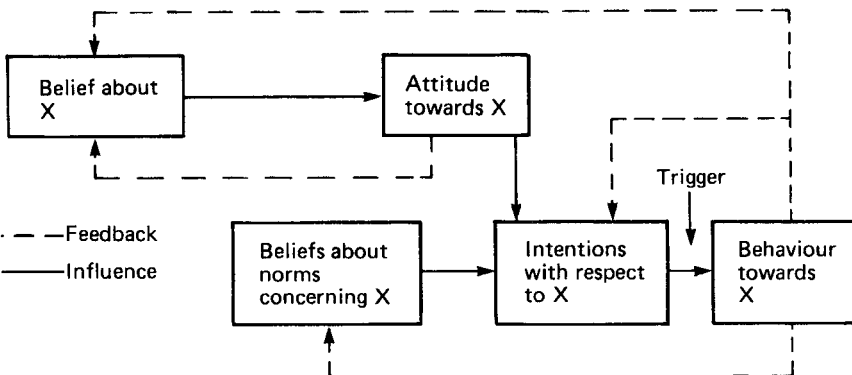 Belief about
X
Attitude
towards X
Trigger
Feedback
Influence
Beliefs about
norms
concerning X
Intentions
with respect
to X
Behaviour
towards
X